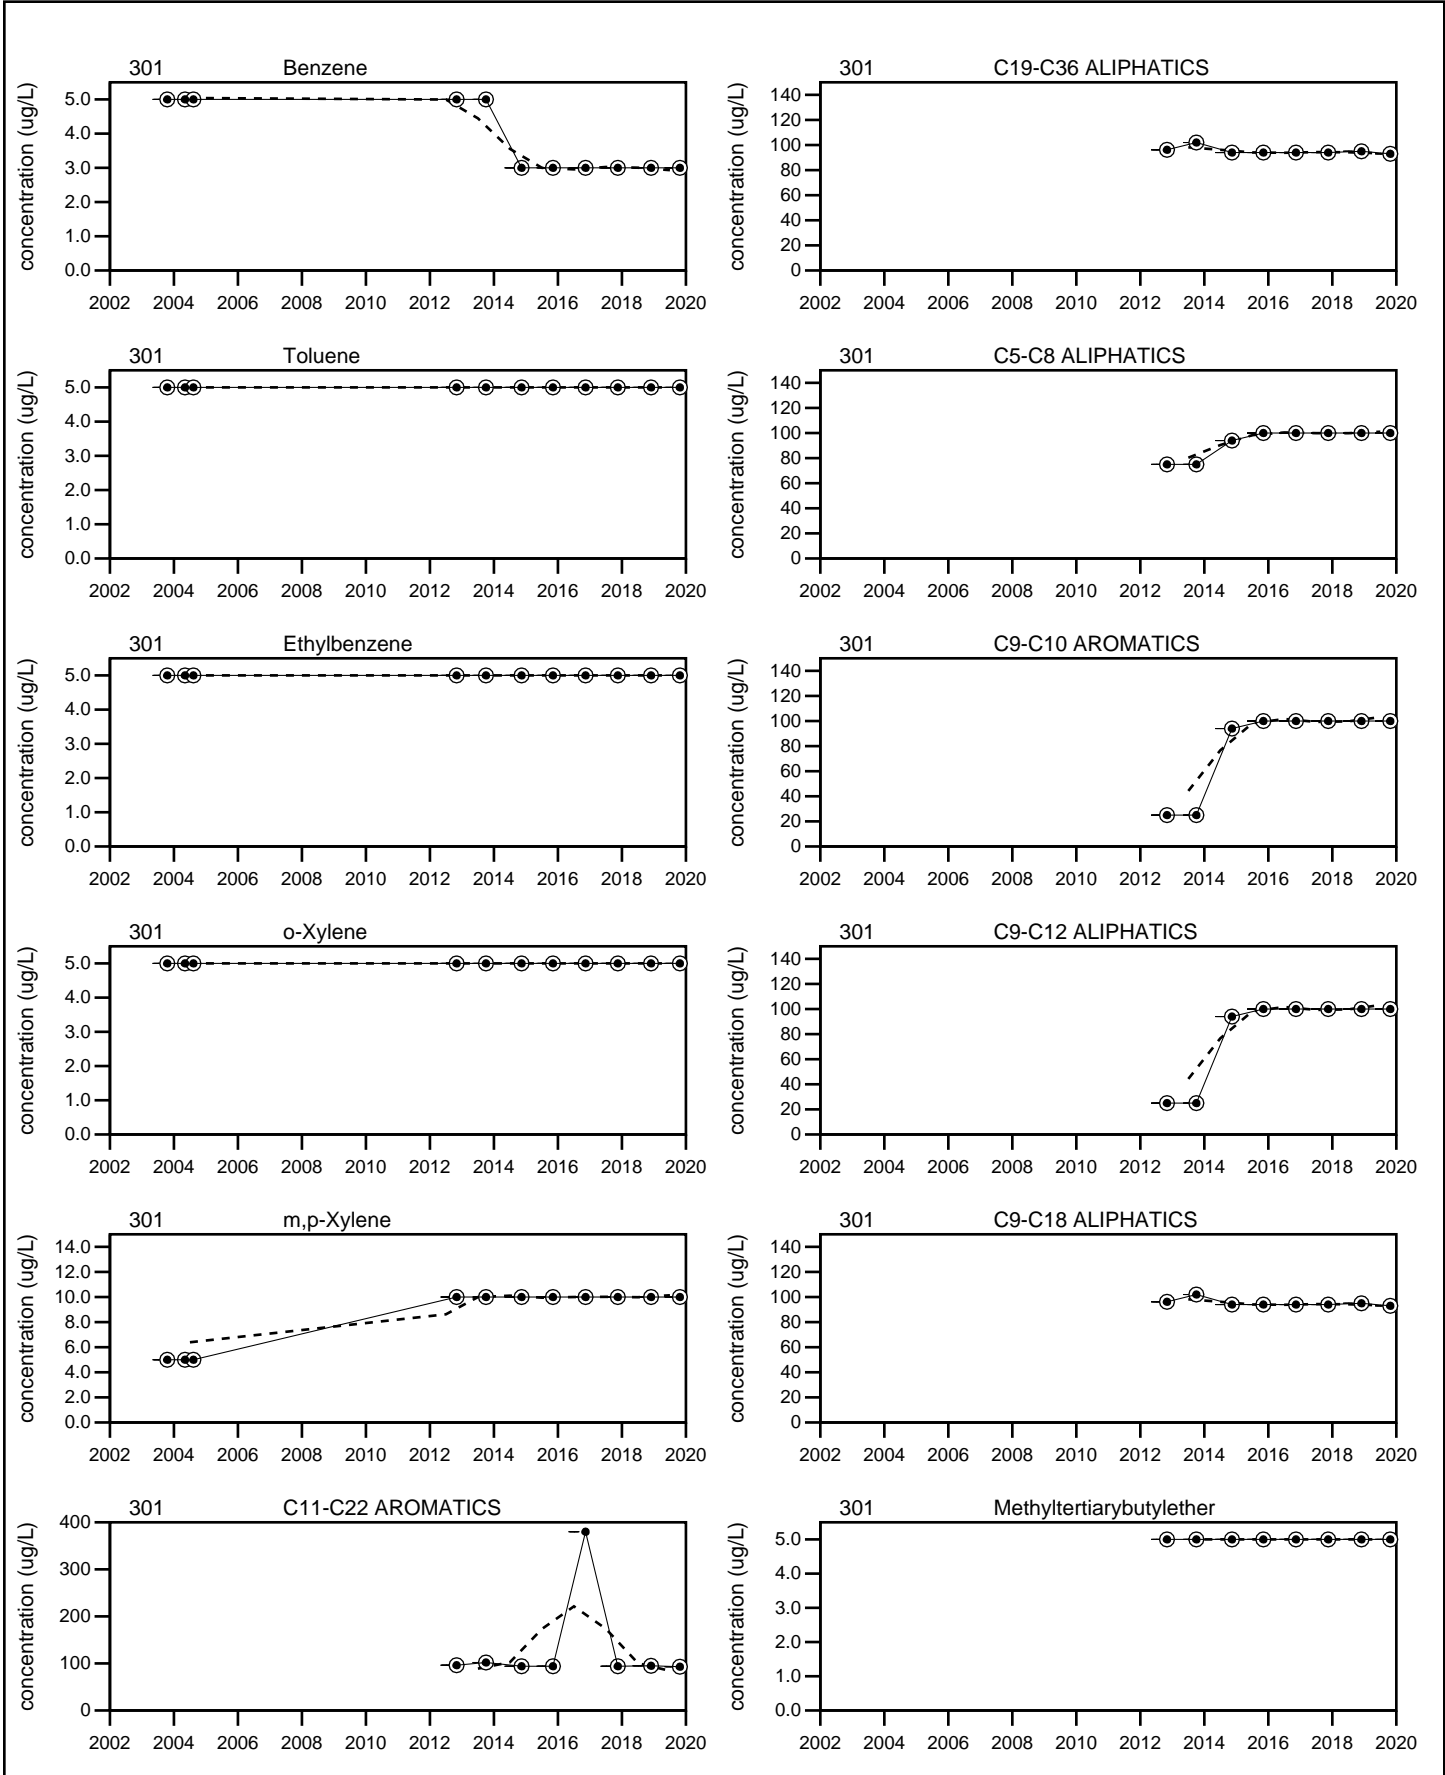 301 Benzene
concentration (ug/L)
5.0
4.0
3.0
2.0
1.0
0.0
2002 2004 2006 2008 2010 2012 2014 2016 2018 2020
301 Toluene
concentration (ug/L)
5.0
4.0
3.0
2.0
1.0
0.0
2002 2004 2006 2008 2010 2012 2014 2016 2018 2020
301 Ethylbenzene
concentration (ug/L)
5.0
4.0
3.0
2.0
1.0
0.0
2002 2004 2006 2008 2010 2012 2014 2016 2018 2020
301 o-Xylene
concentration (ug/L)
5.0
4.0
3.0
2.0
1.0
0.0
2002 2004 2006 2008 2010 2012 2014 2016 2018 2020
301 m,p-Xylene
concentration (ug/L)
14.0
12.0
10.0
8.0
6.0
4.0
2.0
0.0
2002 2004 2006 2008 2010 2012 2014 2016 2018 2020
301 C11-C22 AROMATICS
concentration (ug/L)
400
300
200
100
0
2002 2004 2006 2008 2010 2012 2014 2016 2018 2020
301 C19-C36 ALIPHATICS
concentration (ug/L)
140
120
100
80
60
40
20
0
2002 2004 2006 2008 2010 2012 2014 2016 2018 2020
301 C5-C8 ALIPHATICS
concentration (ug/L)
140
120
100
80
60
40
20
0
2002 2004 2006 2008 2010 2012 2014 2016 2018 2020
301 C9-C10 AROMATICS
concentration (ug/L)
140
120
100
80
60
40
20
0
2002 2004 2006 2008 2010 2012 2014 2016 2018 2020
301 C9-C12 ALIPHATICS
concentration (ug/L)
140
120
100
80
60
40
20
0
2002 2004 2006 2008 2010 2012 2014 2016 2018 2020
301 C9-C18 ALIPHATICS
concentration (ug/L)
140
120
100
80
60
40
20
0
2002 2004 2006 2008 2010 2012 2014 2016 2018 2020
301 Methyltertiarybutylether
concentration (ug/L)
5.0
4.0
3.0
2.0
1.0
0.0
2002 2004 2006 2008 2010 2012 2014 2016 2018 2020